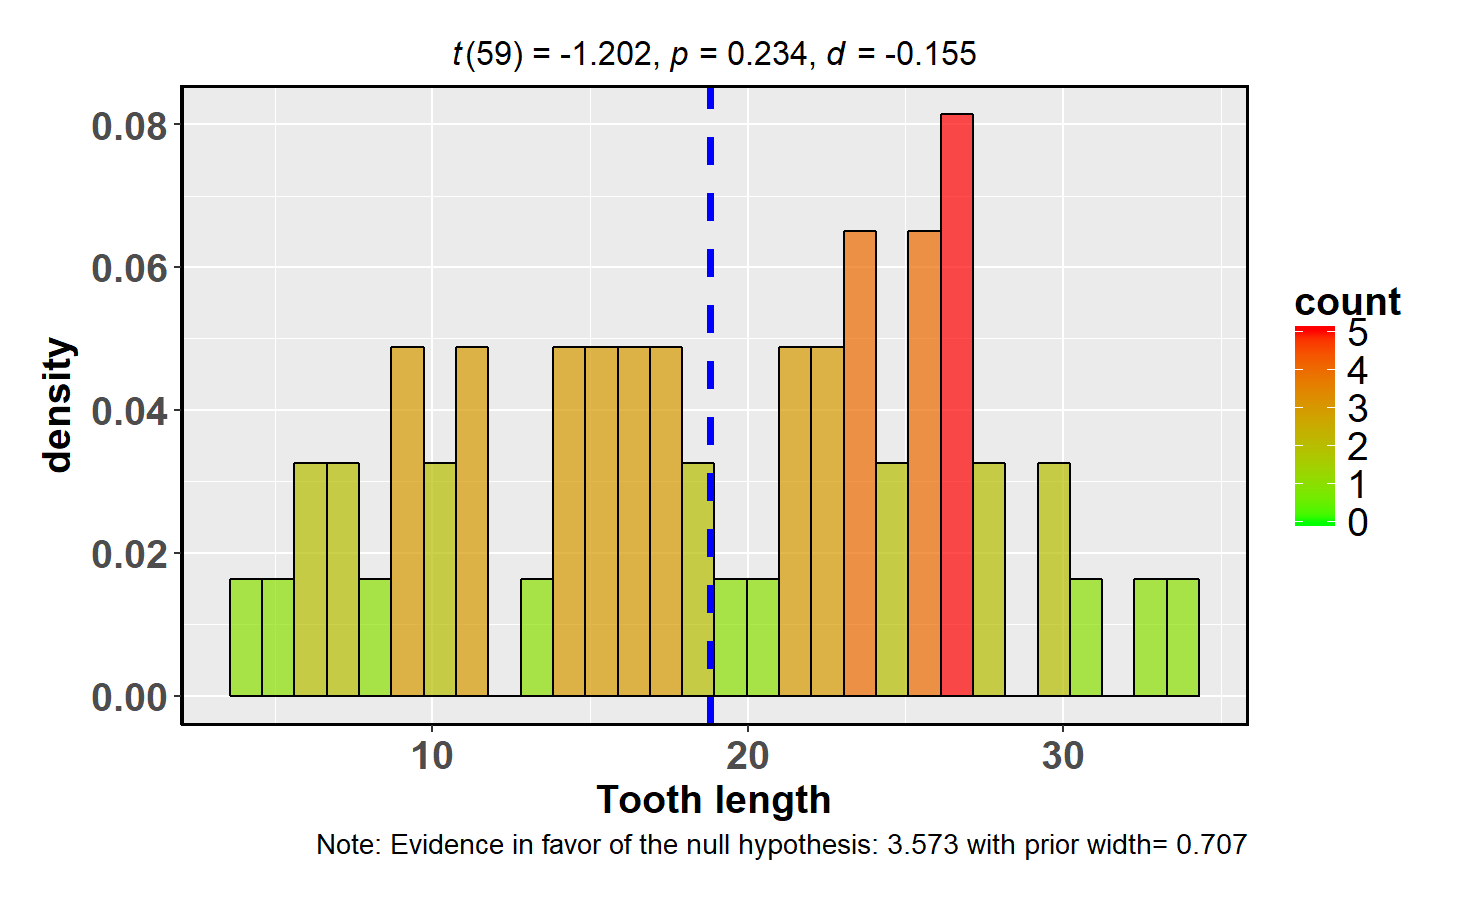 t(59) = -1.202, p = 0.234, d = -0.155
0.08
0.06
0.04
0.02
0.00
density
10 20 30
Tooth length
Note: Evidence in favor of the null hypothesis: 3.573 with prior width= 0.707
count
5
4
3
2
1
0